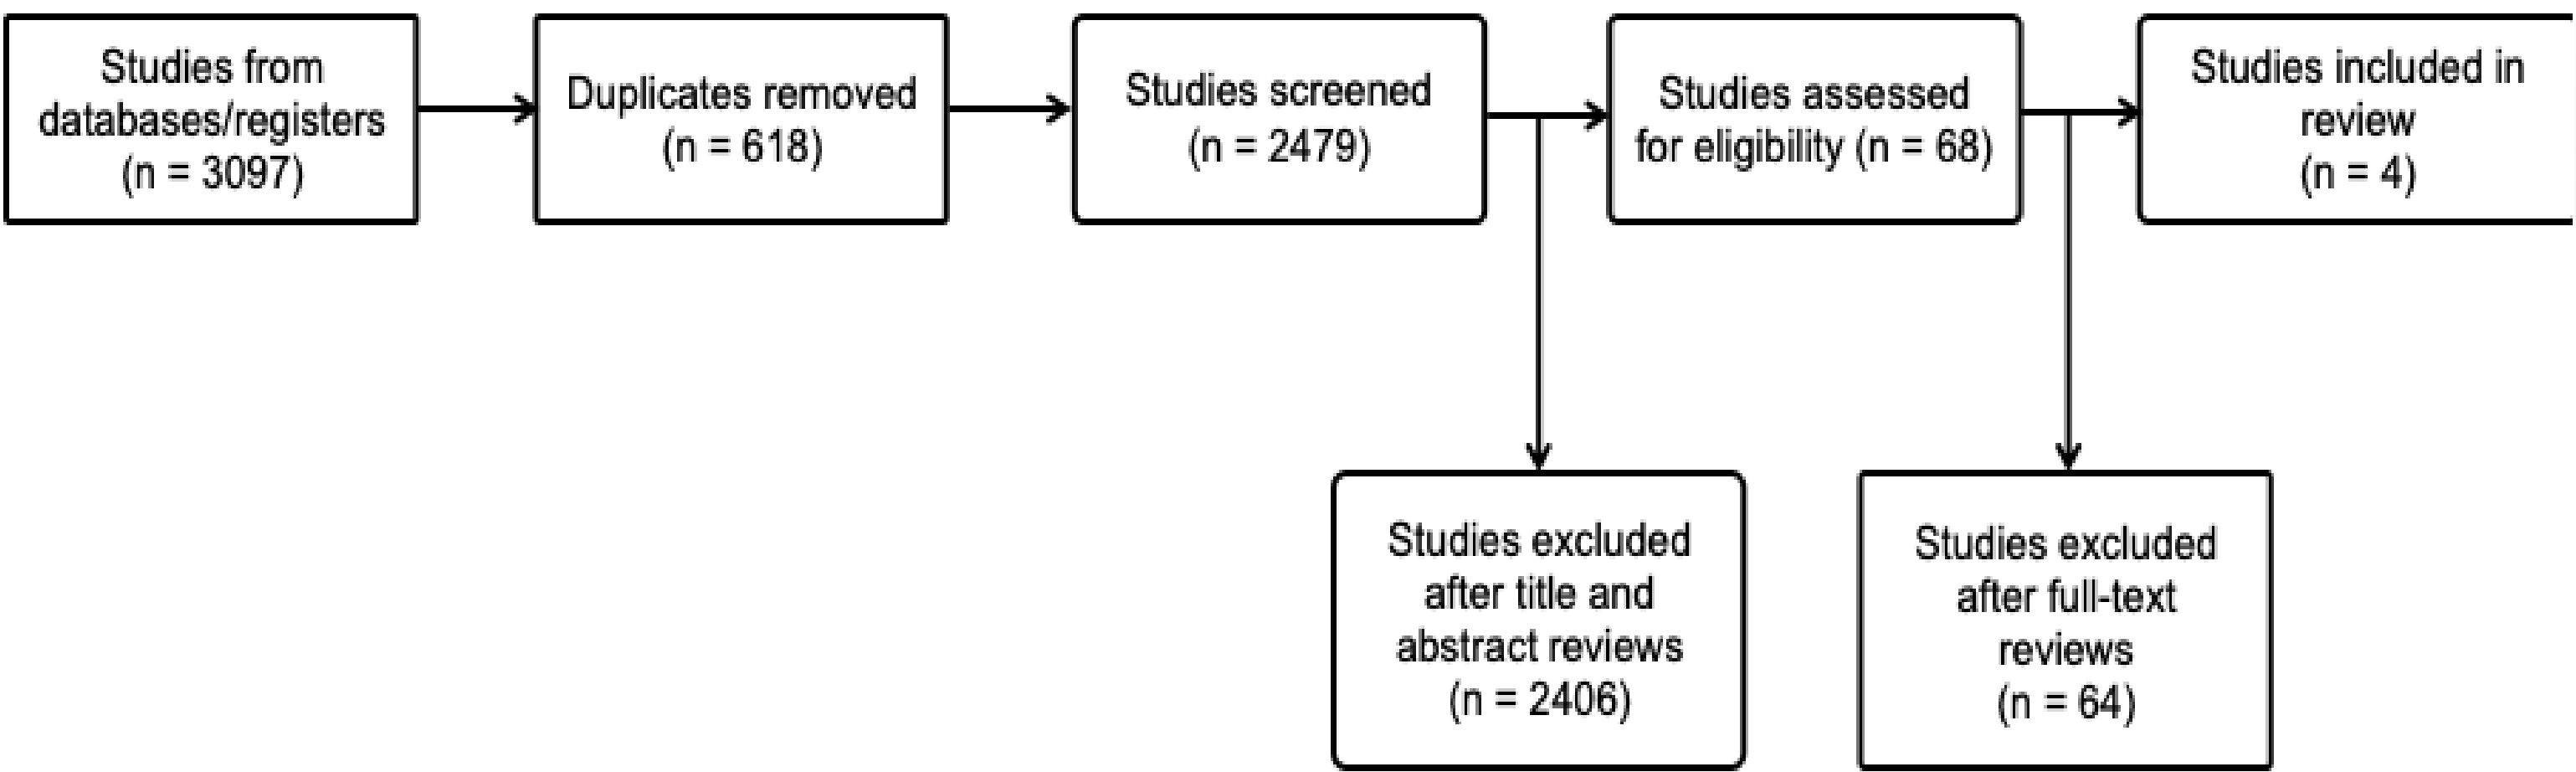 Studies from
databases/registers
(n = 3097)
Duplicates removed
(n = 618)
Studies screened
(n = 2479)
Studies assessed
for eligibility (n = 68)
Studies included in
review
(n = 4)
Studies excluded
after title and
abstract reviews
(n = 2406)
Studies excluded
after full-text
reviews
(n = 64)